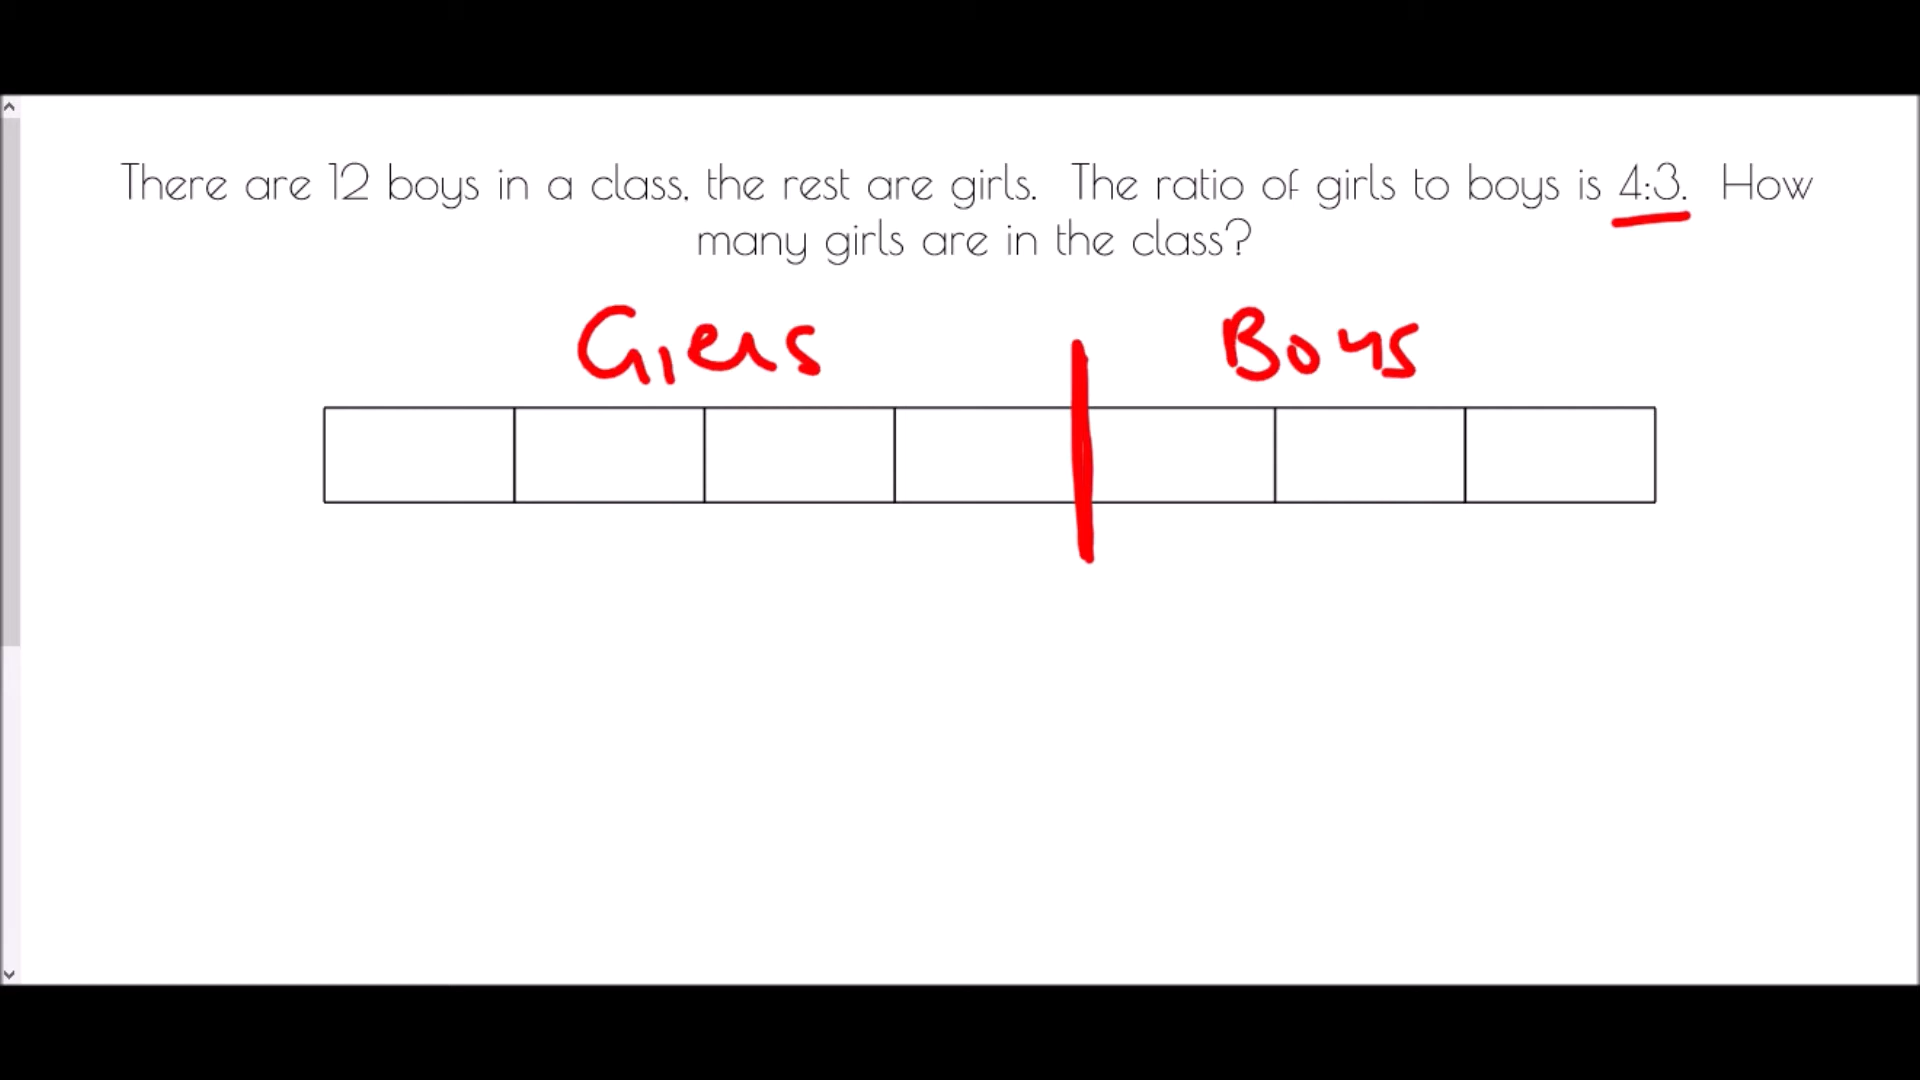 There are 12 boys in a class, the rest are girls. The ratio of girls to boys is 4:3. How
many girls are in the class?
Girls Boys